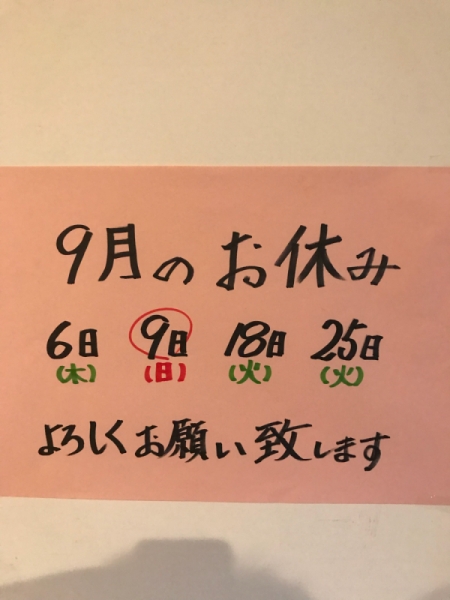 9月のお休み
6日 9日 18日 25日
(木) (日) (火) (火)
よろしくお願い致します